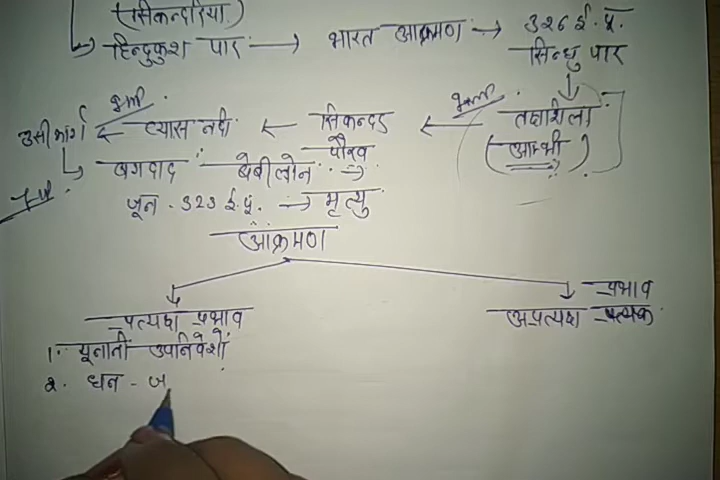 (सिकन्दरिया)
हिन्दुकुश पार → भारत आक्रमण → 326 ई.पू.
सिन्धु पार
उसी मार्ग ← व्यास नदी ← सिकन्दर ← तक्षशिला
पौरव (आम्भी)
बगदाद बेबीलोन
जून - 323 ई.पू. → मृत्यु
आक्रमण
प्रत्यक्ष प्रभाव अप्रत्यक्ष प्रभाव
1. यूनानी उपनिवेशों
2. धन - ज